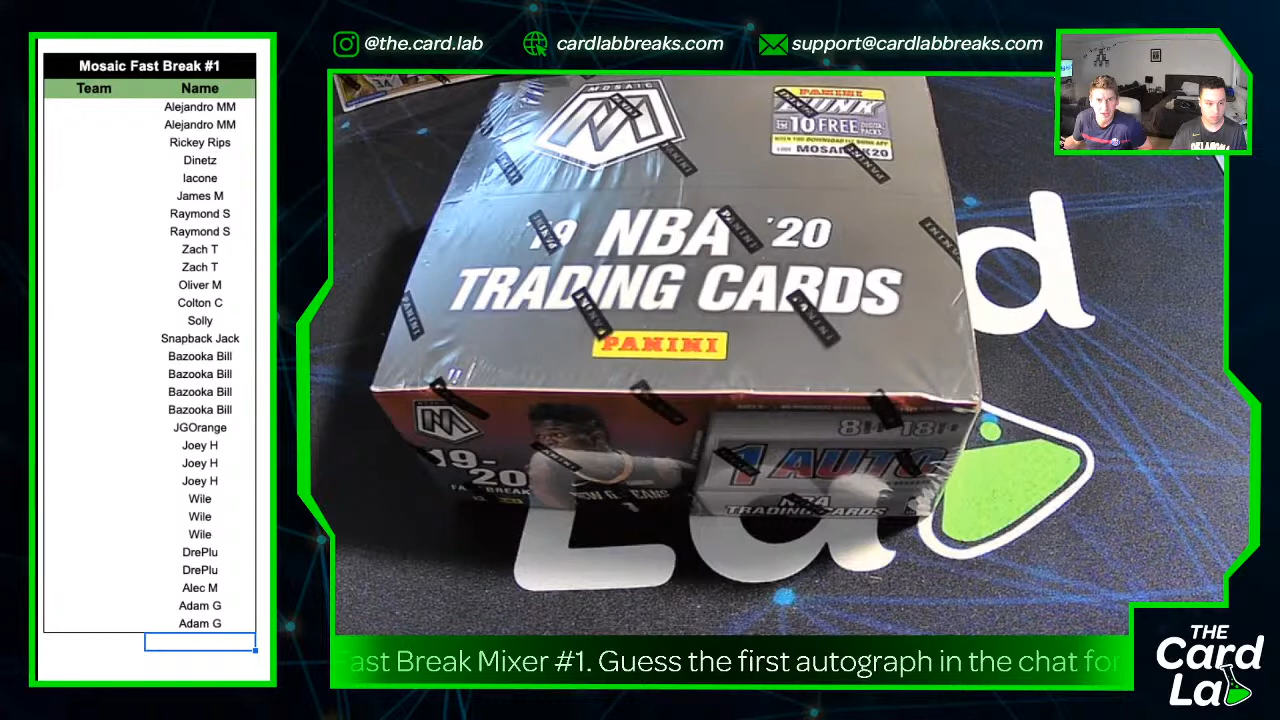 @the.card.lab
cardlabbreaks.com
support@cardlabbreaks.com
Mosaic Fast Break #1
Team Name
Alejandro MM
Alejandro MM
Rickey Rips
Dinetz
Iacone
James M
Raymond S
Raymond S
Zach T
Zach T
Oliver M
Colton C
Solly
Snapback Jack
Bazooka Bill
Bazooka Bill
Bazooka Bill
Bazooka Bill
JGOrange
Joey H
Joey H
Joey H
Wile
Wile
Wile
DrePlu
DrePlu
Alec M
Adam G
Adam G
MOSAIC
PANINI
10 FREE
19 NBA '20
TRADING CARDS
PANINI
19-
20
1 AUTO
NBA
TRADING CARDS
d
La
Fast Break Mixer #1. Guess the first autograph in the chat for
THE
Card
Lab